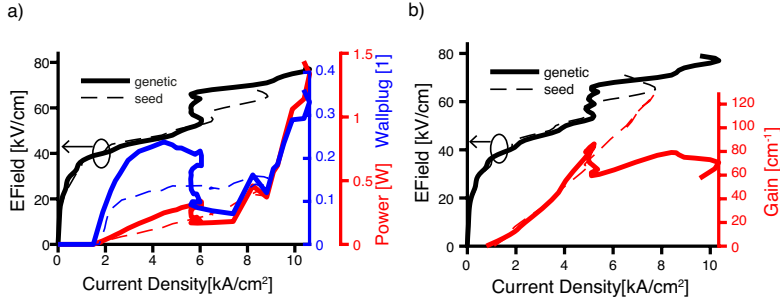 a)
EField [kV/cm]
80
60
40
20
0
genetic
seed
0 2 4 6 8 10
Current Density[kA/cm²]
0.4
0.3
0.2
0.1
0
Wallplug [1]
1.5
1
0.5
0
Power [W]
b)
EField [kV/cm]
80
60
40
20
0
genetic
seed
0 2 4 6 8 10
Current Density[kA/cm²]
120
100
80
60
40
20
0
Gain [cm⁻¹]